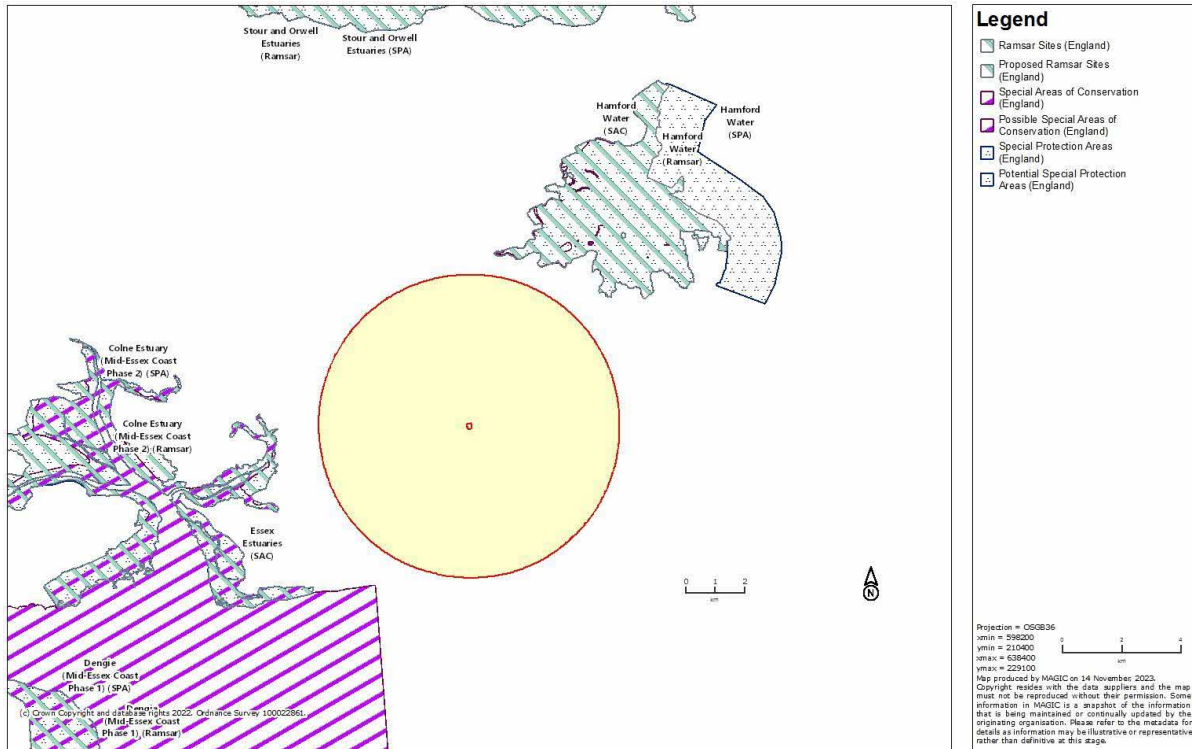 Stour and Orwell
Estuaries
(Ramsar)
Stour and Orwell
Estuaries (SPA)
Hamford
Water
(SAC)
Hamford
Water
(SPA)
Hamford
Water
(Ramsar)
Colne Estuary
(Mid-Essex Coast
Phase 2) (SPA)
Colne Estuary
(Mid-Essex Coast
Phase 2) (Ramsar)
Essex
Estuaries
(SAC)
0 1 2
km
N
Dengie
(Mid-Essex Coast
Phase 1) (SPA)
Dengie
(Mid-Essex Coast
Phase 1) (Ramsar)
(c) Crown Copyright and database rights 2022. Ordnance Survey 100022861.
Legend
Ramsar Sites (England)
Proposed Ramsar Sites
(England)
Special Areas of Conservation
(England)
Possible Special Areas of
Conservation (England)
Special Protection Areas
(England)
Potential Special Protection
Areas (England)
Projection = OSGB36
xmin = 598200
ymin = 210400
xmax = 638400
ymax = 229100
0 2 4
km
Map produced by MAGIC on 14 November, 2023.
Copyright resides with the data suppliers and the map
must not be reproduced without their permission. Some
information in MAGIC is a snapshot of the information
that is being maintained or continually updated by the
originating organisation. Please refer to the metadata for
details as information may be illustrative or representative
rather than definitive at this stage.